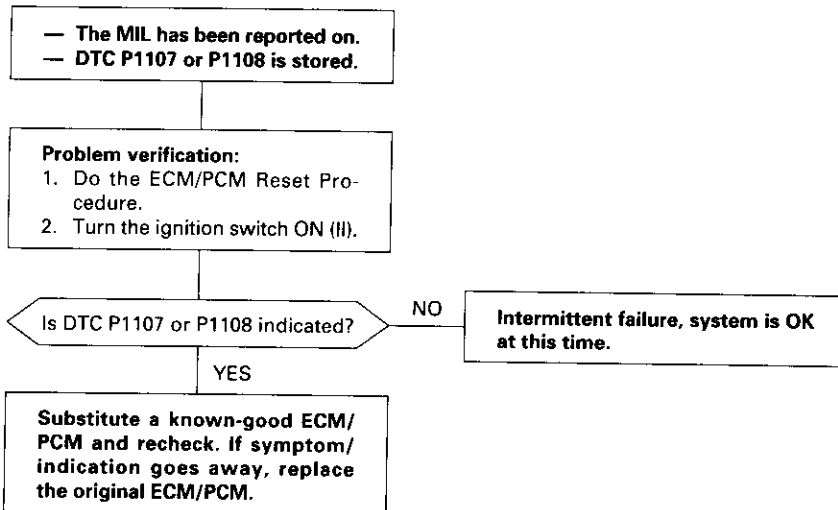 — The MIL has been reported on.
— DTC P1107 or P1108 is stored.
Problem verification:
1. Do the ECM/PCM Reset Pro-
cedure.
2. Turn the ignition switch ON (II).
Is DTC P1107 or P1108 indicated?
NO
Intermittent failure, system is OK
at this time.
YES
Substitute a known-good ECM/
PCM and recheck. If symptom/
indication goes away, replace
the original ECM/PCM.